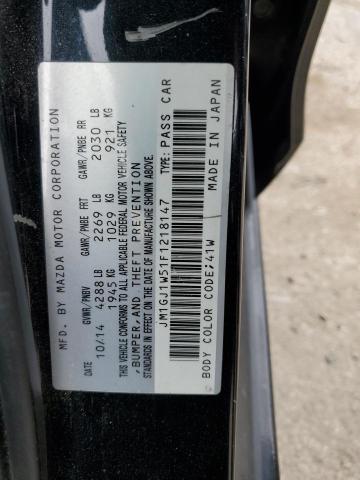 MFD. BY MAZDA MOTOR CORPORATION
DATE GVWR/PNBV GAWR/PNBE FRT GAWR/PNBE RR
10/14 4288 LB 2269 LB 2030 LB
1945 KG 1029 KG 921 KG
THIS VEHICLE CONFORMS TO ALL APPLICABLE FEDERAL MOTOR VEHICLE SAFETY
,BUMPER,AND THEFT PREVENTION
STANDARDS IN EFFECT ON THE DATE OF MANUFACTURE SHOWN ABOVE.
JM1GJ1W51F1218147 TYPE: PASS CAR
BODY COLOR CODE:41W MADE IN JAPAN